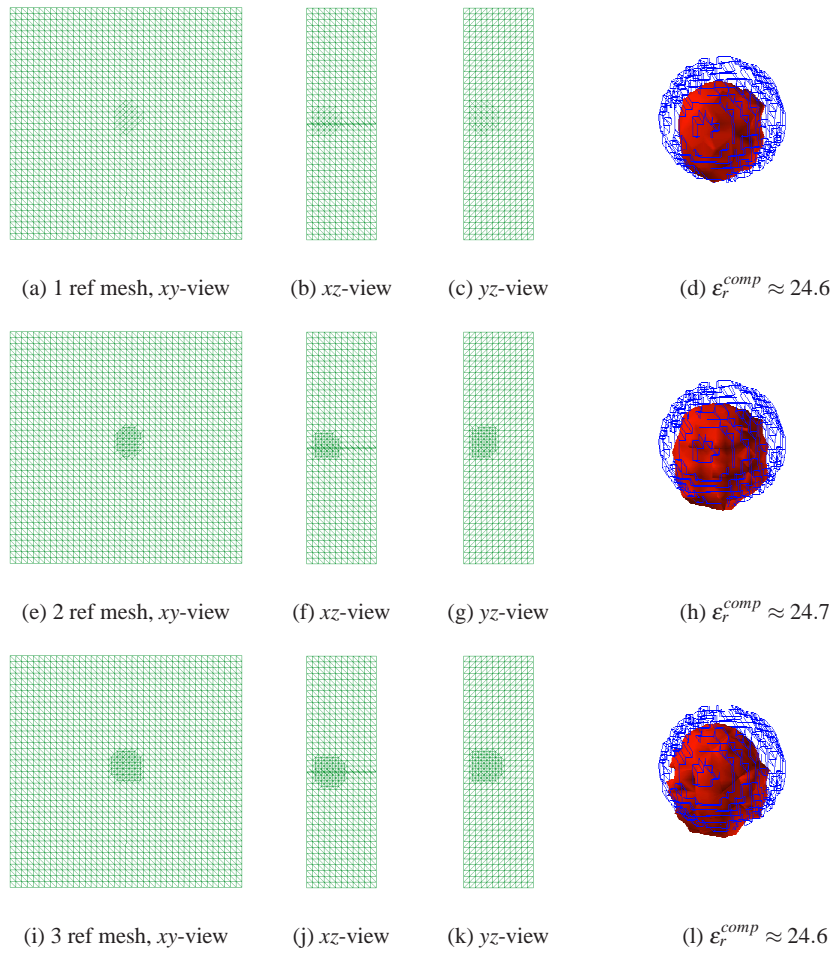 (a) 1 ref mesh, xy-view (b) xz-view (c) yz-view (d) ε_r^{comp} ≈ 24.6
(e) 2 ref mesh, xy-view (f) xz-view (g) yz-view (h) ε_r^{comp} ≈ 24.7
(i) 3 ref mesh, xy-view (j) xz-view (k) yz-view (l) ε_r^{comp} ≈ 24.6